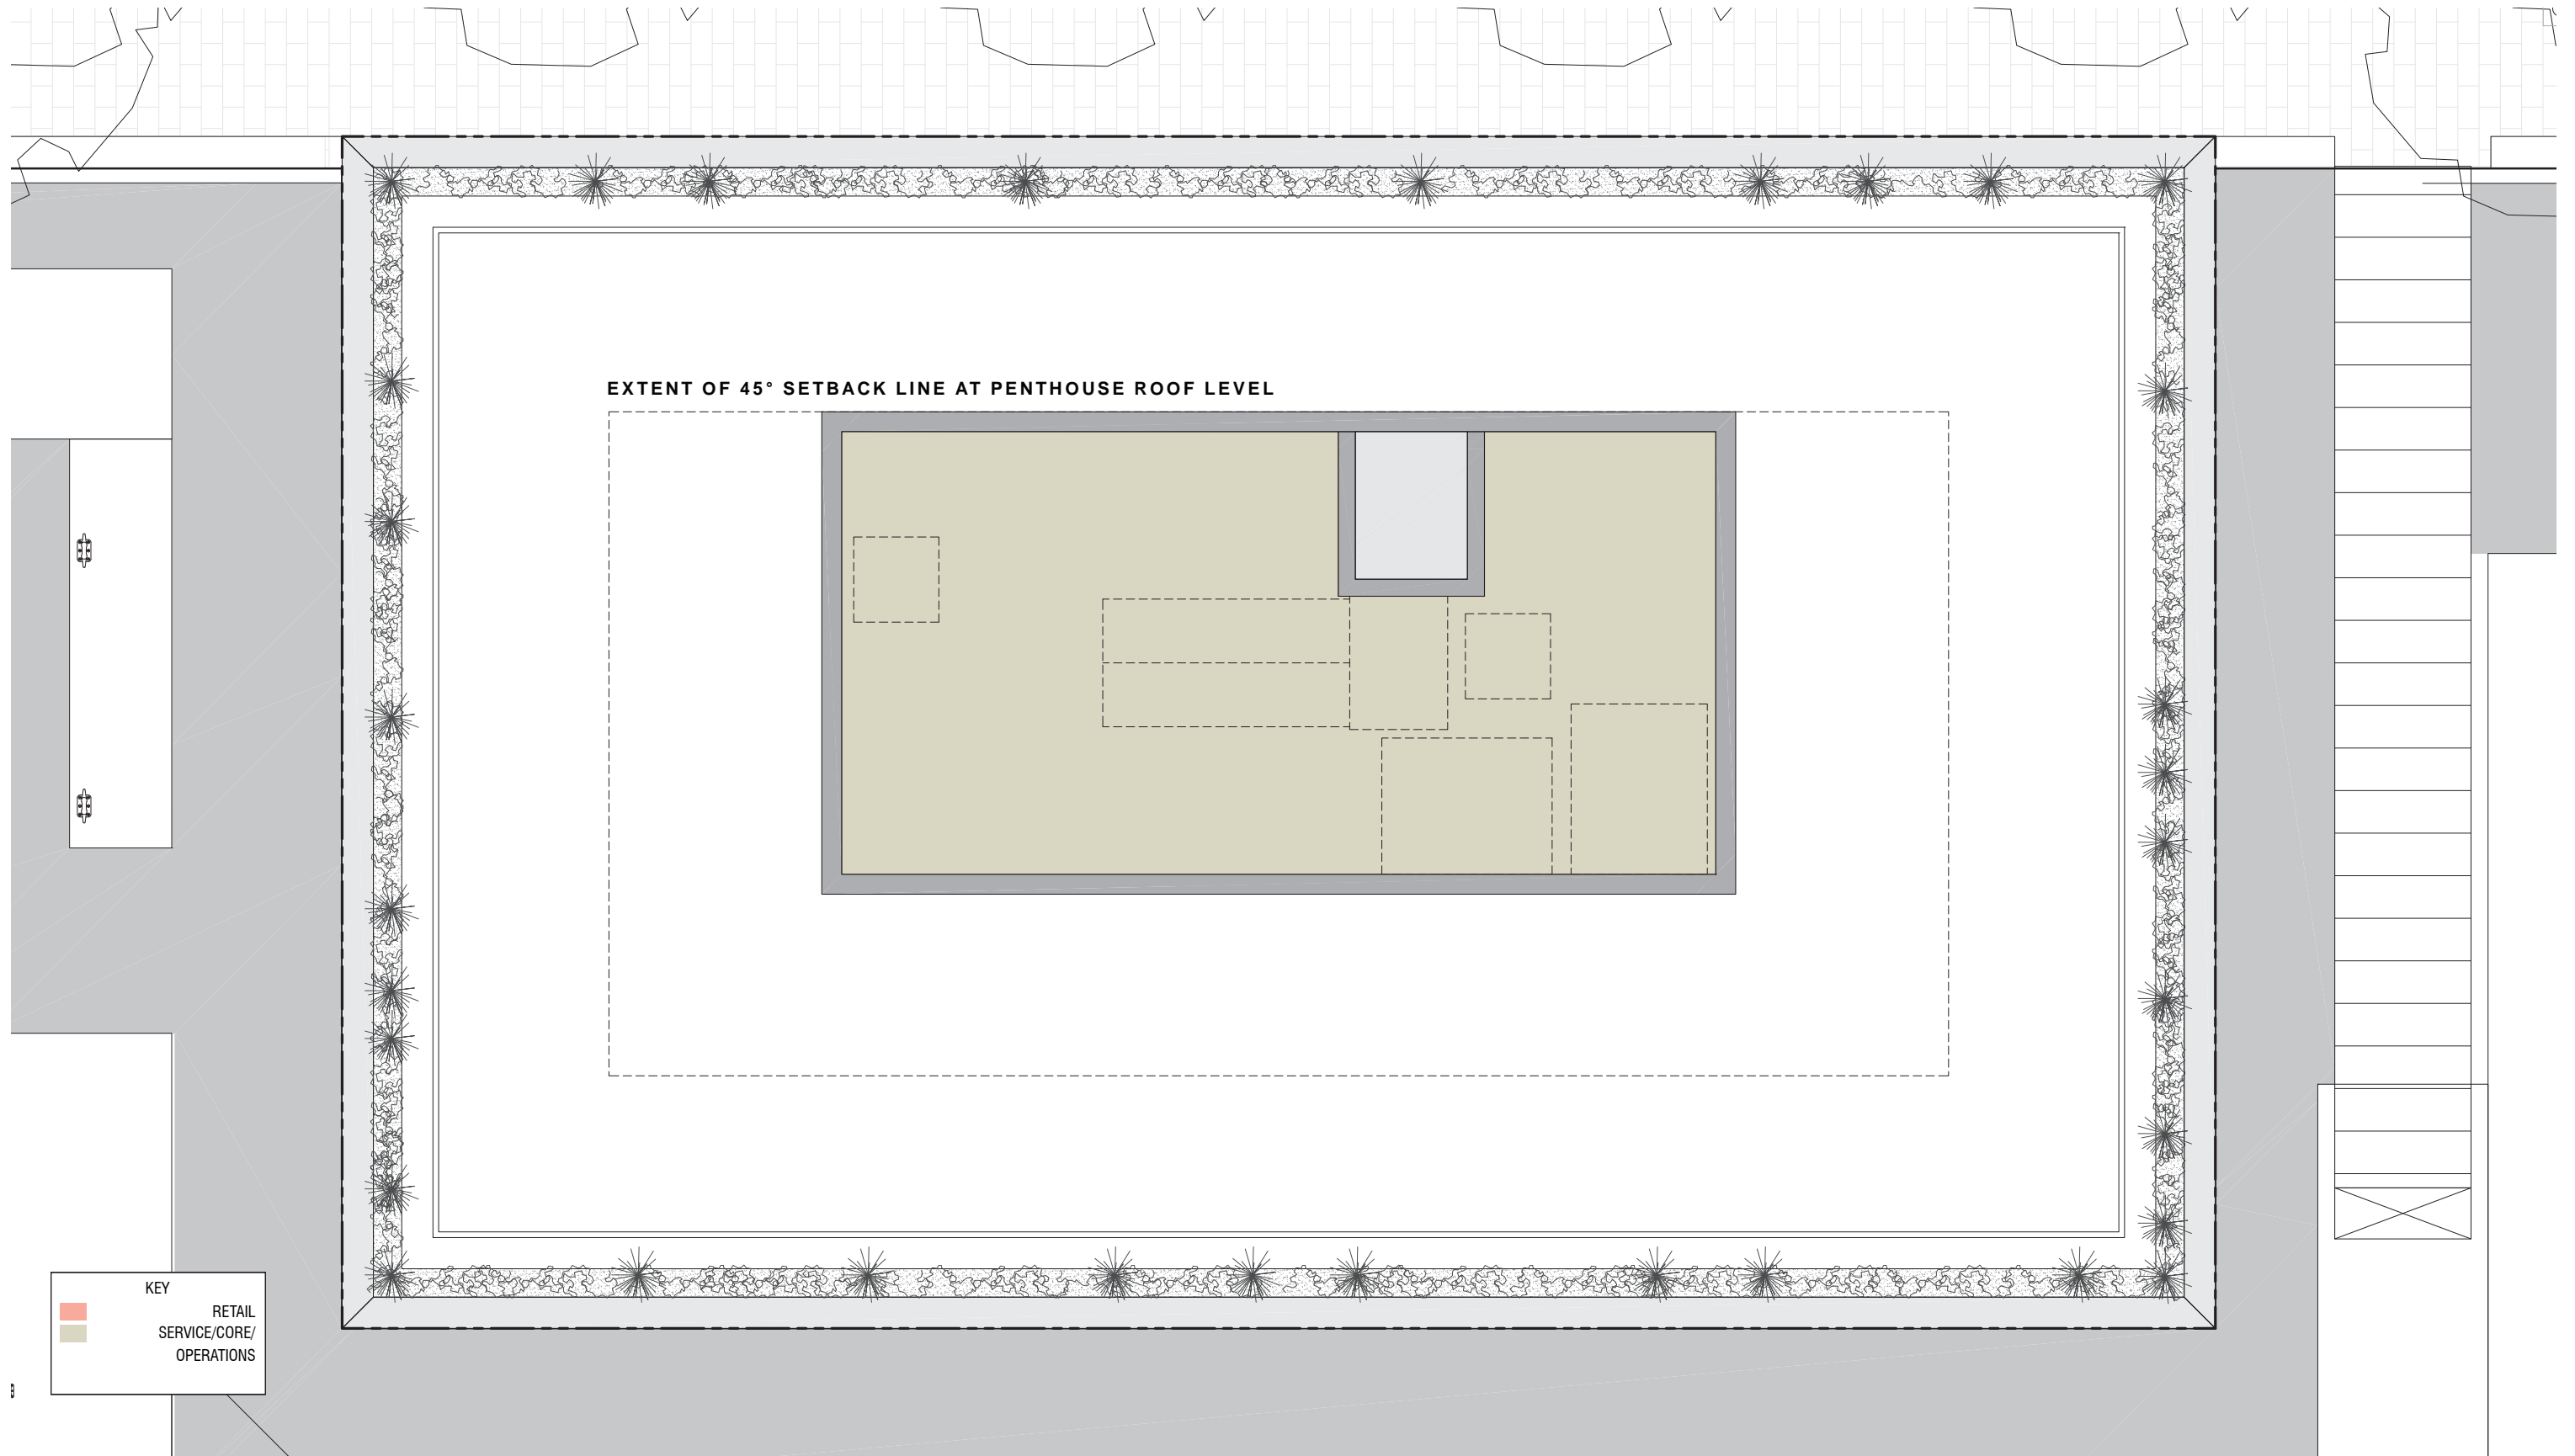 EXTENT OF 45° SETBACK LINE AT PENTHOUSE ROOF LEVEL
KEY
RETAIL
SERVICE/CORE/
OPERATIONS